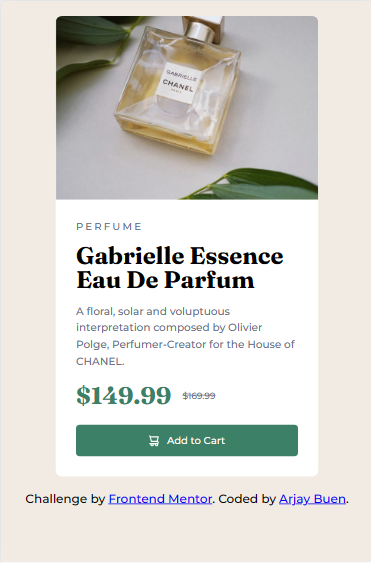 GABRIELLE
CHANEL
PARIS
PERFUME
Gabrielle Essence
Eau De Parfum
A floral, solar and voluptuous
interpretation composed by Olivier
Polge, Perfumer-Creator for the House of
CHANEL.
$149.99 $169.99
Add to Cart
Challenge by Frontend Mentor. Coded by Arjay Buen.